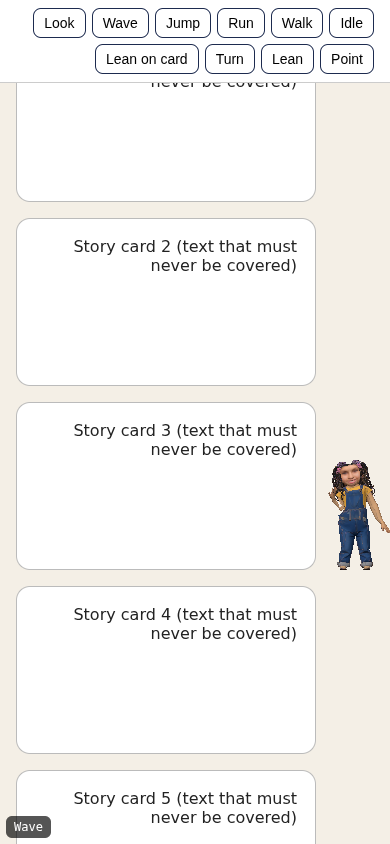 Look Wave Jump Run Walk Idle
Lean on card Turn Lean Point
never be covered)
Story card 2 (text that must
never be covered)
Story card 3 (text that must
never be covered)
Story card 4 (text that must
never be covered)
Story card 5 (text that must
never be covered)
Wave